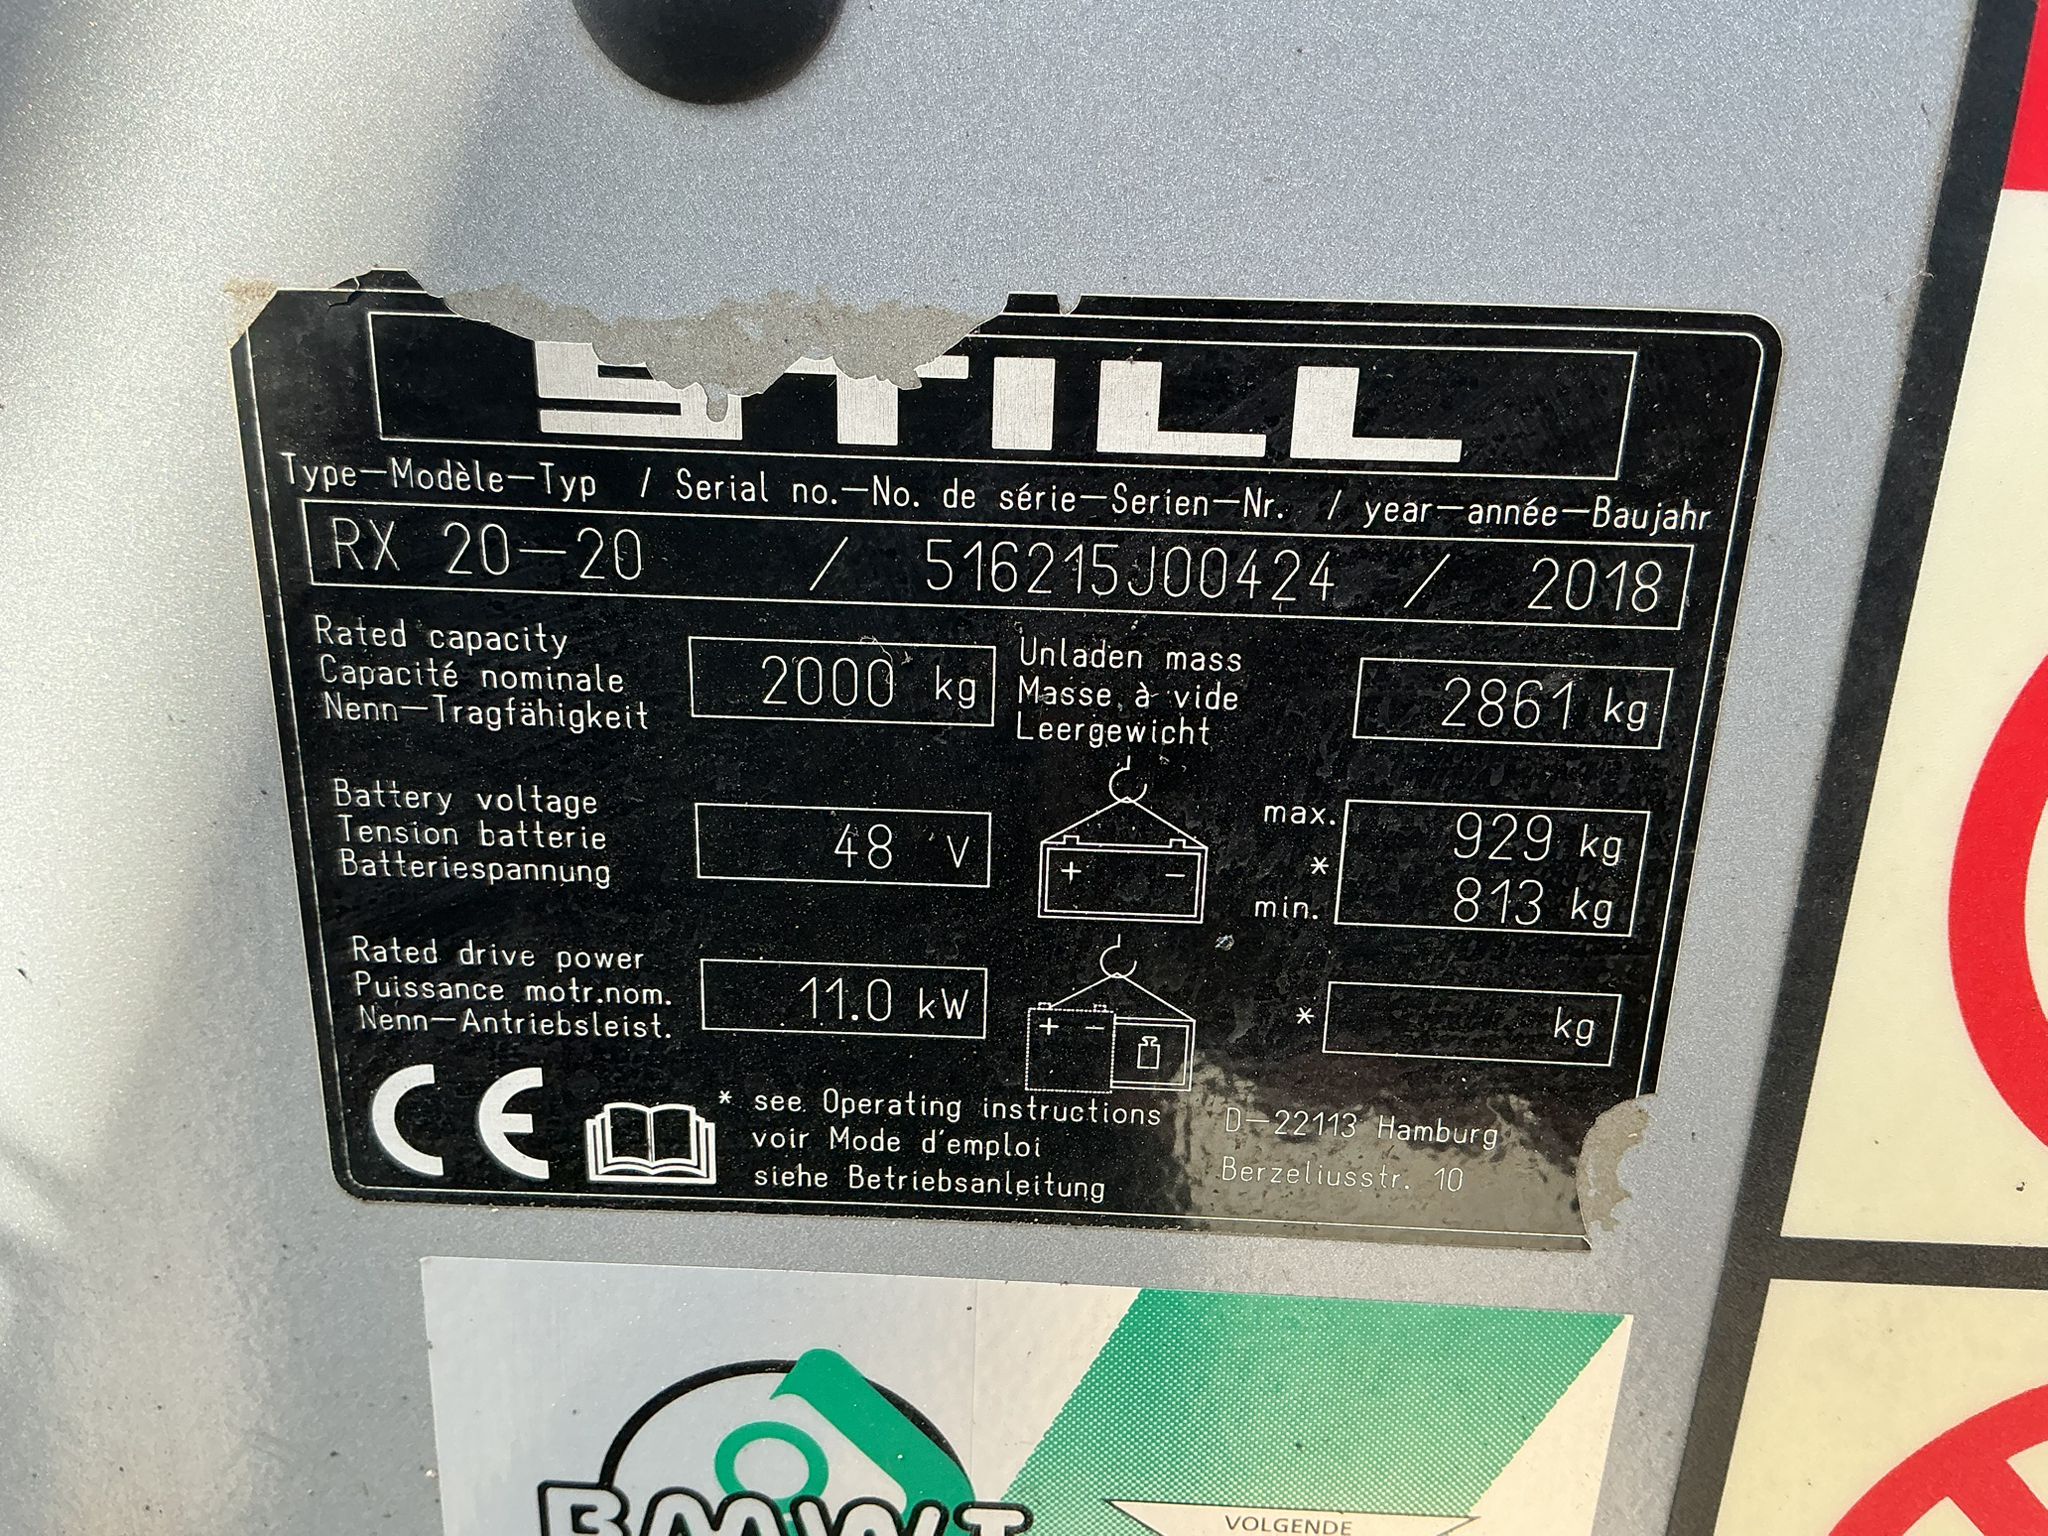 STILL
Type-Modèle-Typ / Serial no.-No. de série-Serien-Nr. / year-année-Baujahr
RX 20-20 / 516215J00424 / 2018
Rated capacity
Capacité nominale
Nenn-Tragfähigkeit
2000 kg
Unladen mass
Masse à vide
Leergewicht
2861 kg
Battery voltage
Tension batterie
Batteriespannung
48 V
+ -
max.
*
min.
929 kg
813 kg
Rated drive power
Puissance motr.nom.
Nenn-Antriebsleist.
11.0 kW
+ -
* kg
CE
* see Operating instructions
voir Mode d'emploi
siehe Betriebsanleitung
D-22113 Hamburg
Berzeliusstr. 10
BMWT
VOLGENDE